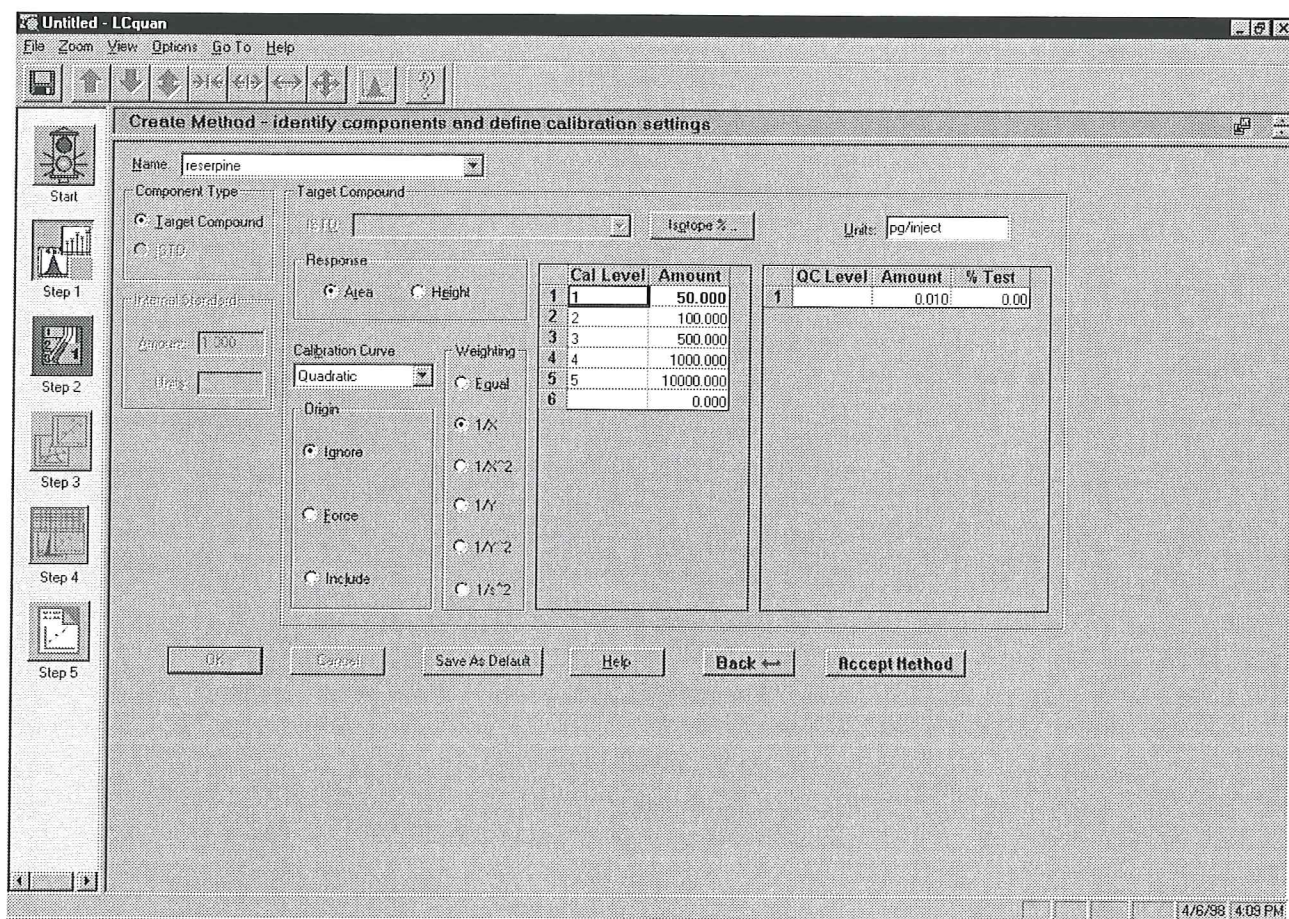 Untitled - LCquan
File Zoom View Options Go To Help
Create Method - identify components and define calibration settings
Name: reserpine
Component Type
Target Compound
ISTD
Internal Standard
Amount: 1.000
Units:
Target Compound
ISTD:
Isotope %...
Units: pg/inject
Response
Area Height
Calibration Curve
Quadratic
Origin
Ignore
Force
Include
Weighting
Equal
1/X
1/X^2
1/Y
1/Y^2
1/s^2
Cal Level Amount
1 1 50.000
2 2 100.000
3 3 500.000
4 4 1000.000
5 5 10000.000
6 0.000
QC Level Amount % Test
1 0.010 0.00
Start
Step 1
Step 2
Step 3
Step 4
Step 5
OK Cancel Save As Default Help Back Accept Method
4/6/98 4:09 PM